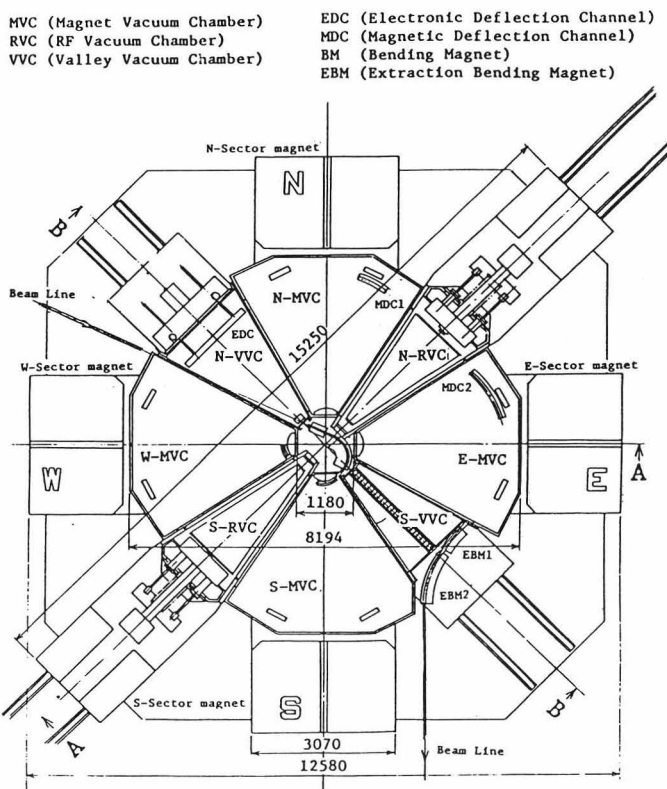 MVC (Magnet Vacuum Chamber)
RVC (RF Vacuum Chamber)
VVC (Valley Vacuum Chamber)
EDC (Electronic Deflection Channel)
MDC (Magnetic Deflection Channel)
BM (Bending Magnet)
EBM (Extraction Bending Magnet)
N-Sector magnet
N
B
Beam Line
N-MVC
MDC1
EDC
N-VVC
15250
N-RVC
W-Sector magnet
E-Sector magnet
MDC2
W-MVC
E-MVC
A
W
E
1180
S-VVC
S-RVC
8194
EBM1
S-MVC
EBM2
S-Sector magnet
S
B
A
3070
Beam Line
12580